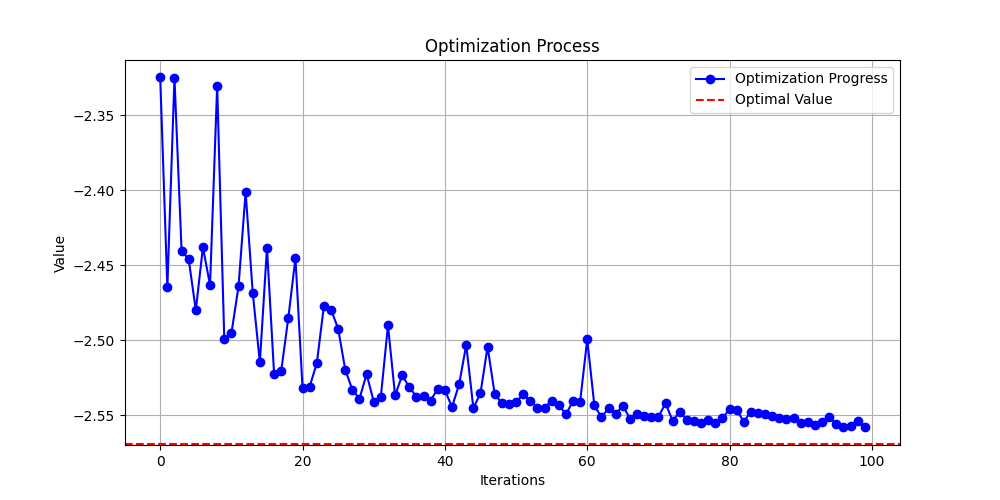 Optimization Process
Optimization Progress
Optimal Value
Value
−2.35
−2.40
−2.45
−2.50
−2.55
0 20 40 60 80 100
Iterations